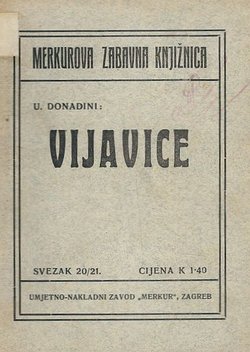 MERKUROVA ZABAVNA KNJIŽNICA
U. DONADINI:
VIJAVICE
SVEZAK 20/21. CIJENA K 1·40
UMJETNO-NAKLADNI ZAVOD „MERKUR", ZAGREB